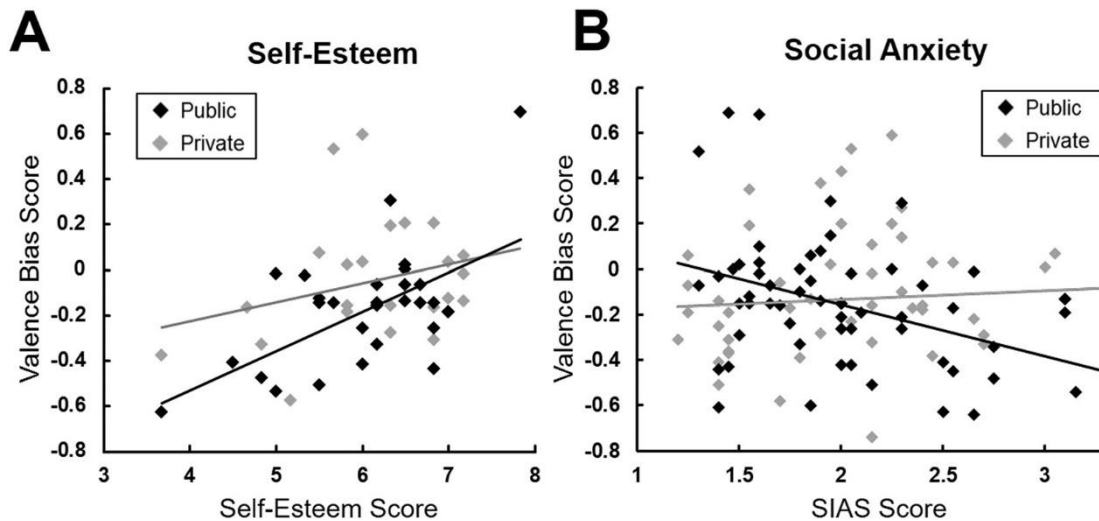 A
Self-Esteem
Valence Bias Score
0.8
0.6
0.4
0.2
0
-0.2
-0.4
-0.6
-0.8
Public
Private
3
4
5
6
7
8
Self-Esteem Score
B
Social Anxiety
Valence Bias Score
0.8
0.6
0.4
0.2
0
-0.2
-0.4
-0.6
-0.8
Public
Private
1
1.5
2
2.5
3
SIAS Score